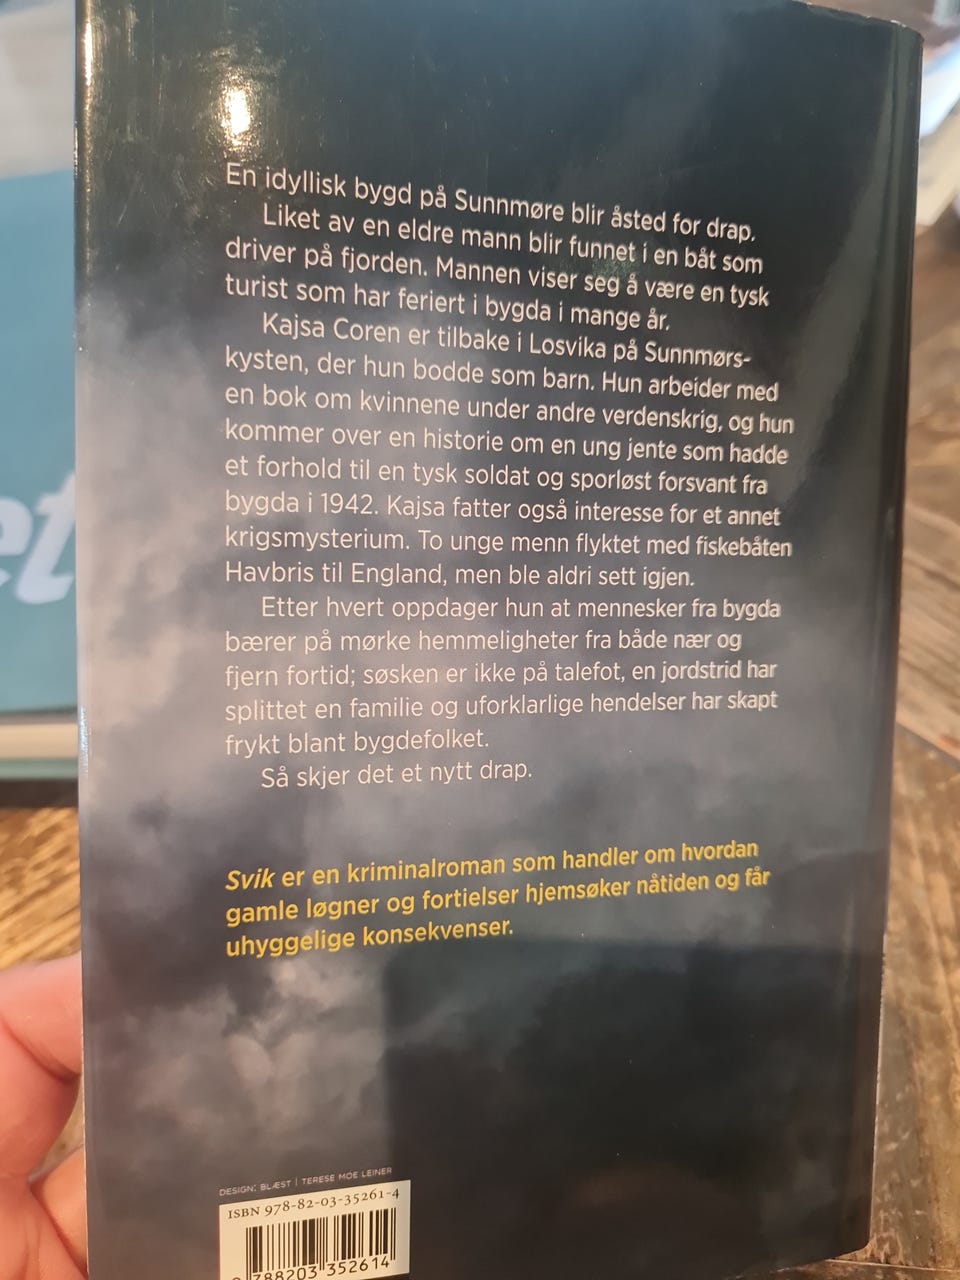 En idyllisk bygd på Sunnmøre blir åsted for drap.
Liket av en eldre mann blir funnet i en båt som
driver på fjorden. Mannen viser seg å være en tysk
turist som har feriert i bygda i mange år.
Kajsa Coren er tilbake i Losvika på Sunnmørs-
kysten, der hun bodde som barn. Hun arbeider med
en bok om kvinnene under andre verdenskrig, og hun
kommer over en historie om en ung jente som hadde
et forhold til en tysk soldat og sporløst forsvant fra
bygda i 1942. Kajsa fatter også interesse for et annet
krigsmysterium. To unge menn flyktet med fiskebåten
Havbris til England, men ble aldri sett igjen.
Etter hvert oppdager hun at mennesker fra bygda
bærer på mørke hemmeligheter fra både nær og
fjern fortid; søsken er ikke på talefot, en jordstrid har
splittet en familie og uforklarlige hendelser har skapt
frykt blant bygdefolket.
Så skjer det et nytt drap.
Svik er en kriminalroman som handler om hvordan
gamle løgner og fortielser hjemsøker nåtiden og får
uhyggelige konsekvenser.
DESIGN: BLÆST | TERESE MOE LEINER
ISBN 978-82-03-35261-4
9 788203 352614
et